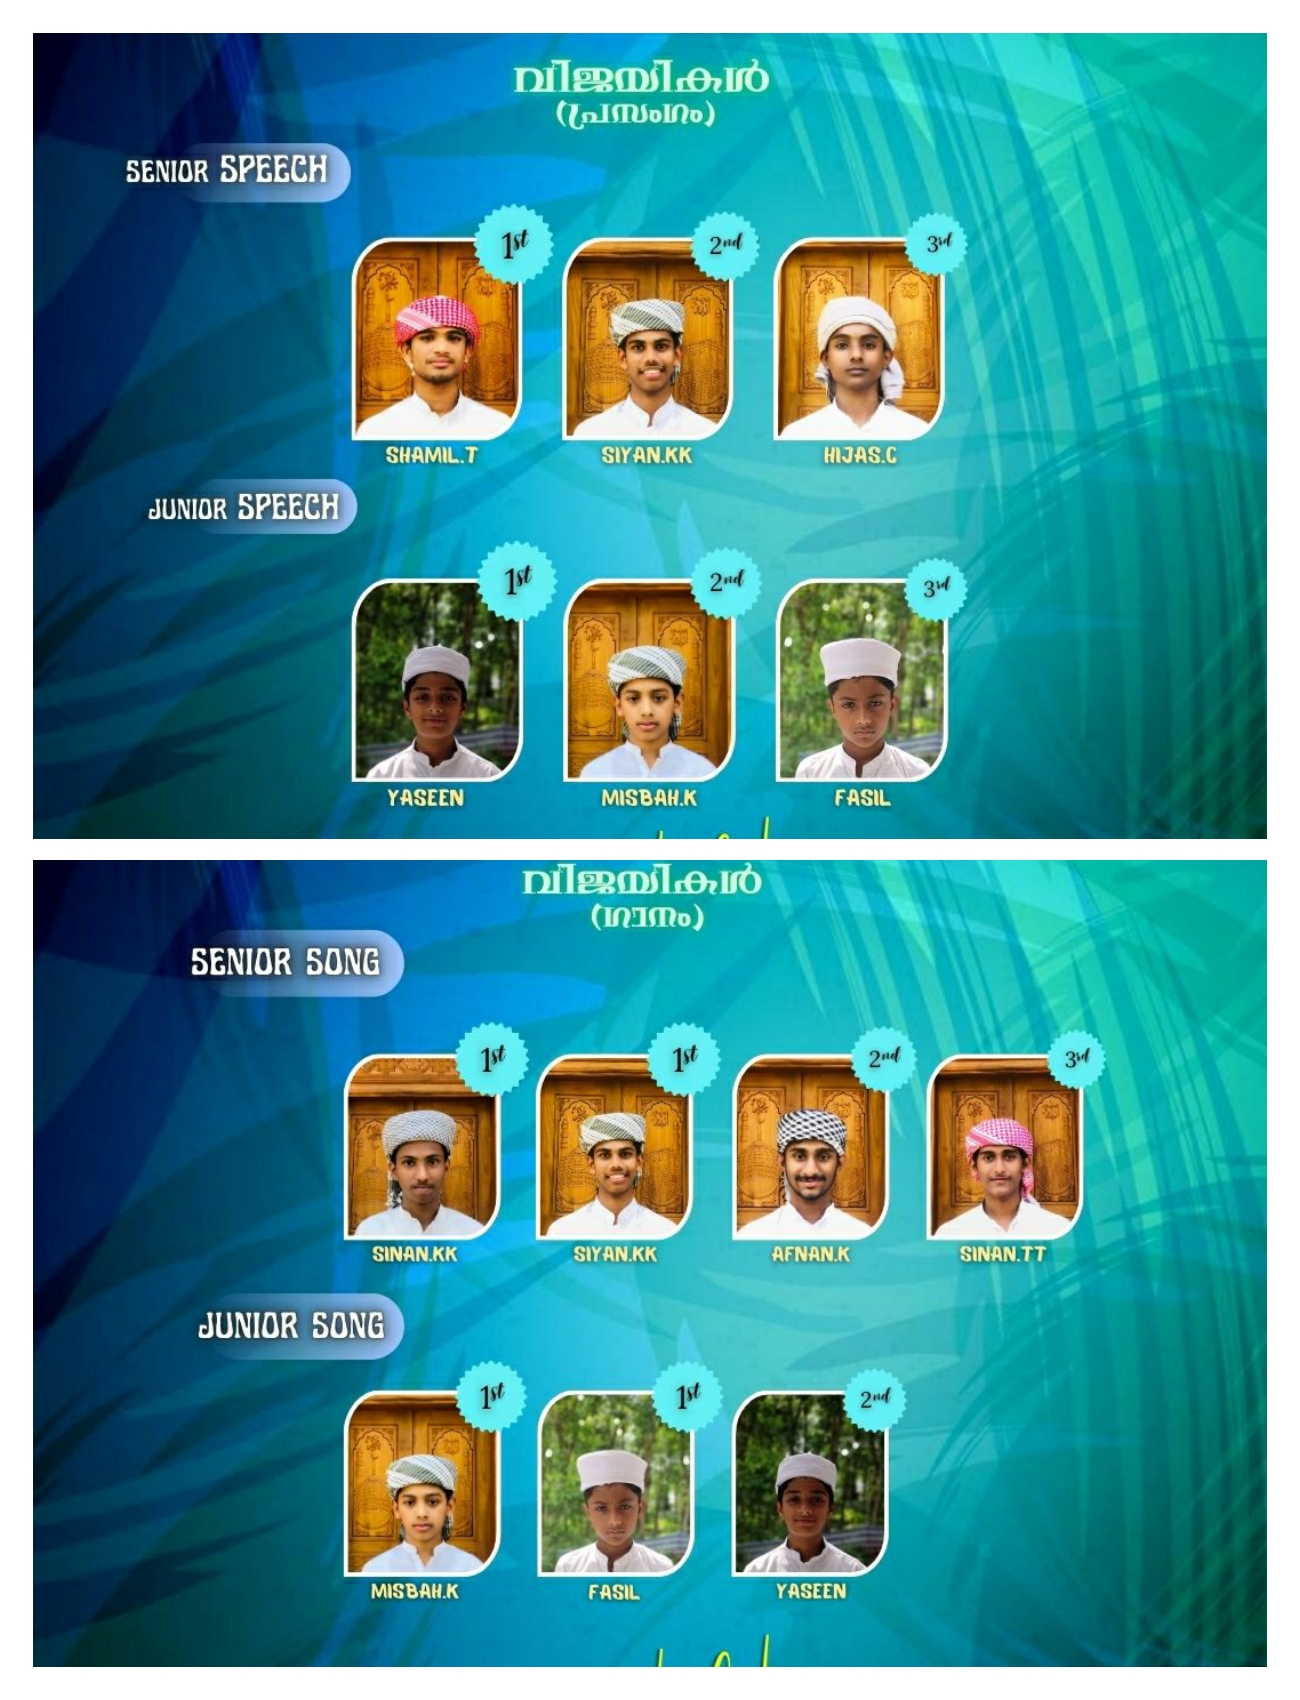 വിജയികൾ
(പ്രസംഗം)
SENIOR SPEECH
1st 2nd 3rd
SHAMIL.T SIYAN.KK HIJAS.C
JUNIOR SPEECH
1st 2nd 3rd
YASEEN MISBAH.K FASIL
വിജയികൾ
(ഗാനം)
SENIOR SONG
1st 1st 2nd 3rd
SINAN.KK SIYAN.KK AFNAN.K SINAN.TT
JUNIOR SONG
1st 1st 2nd
MISBAH.K FASIL YASEEN